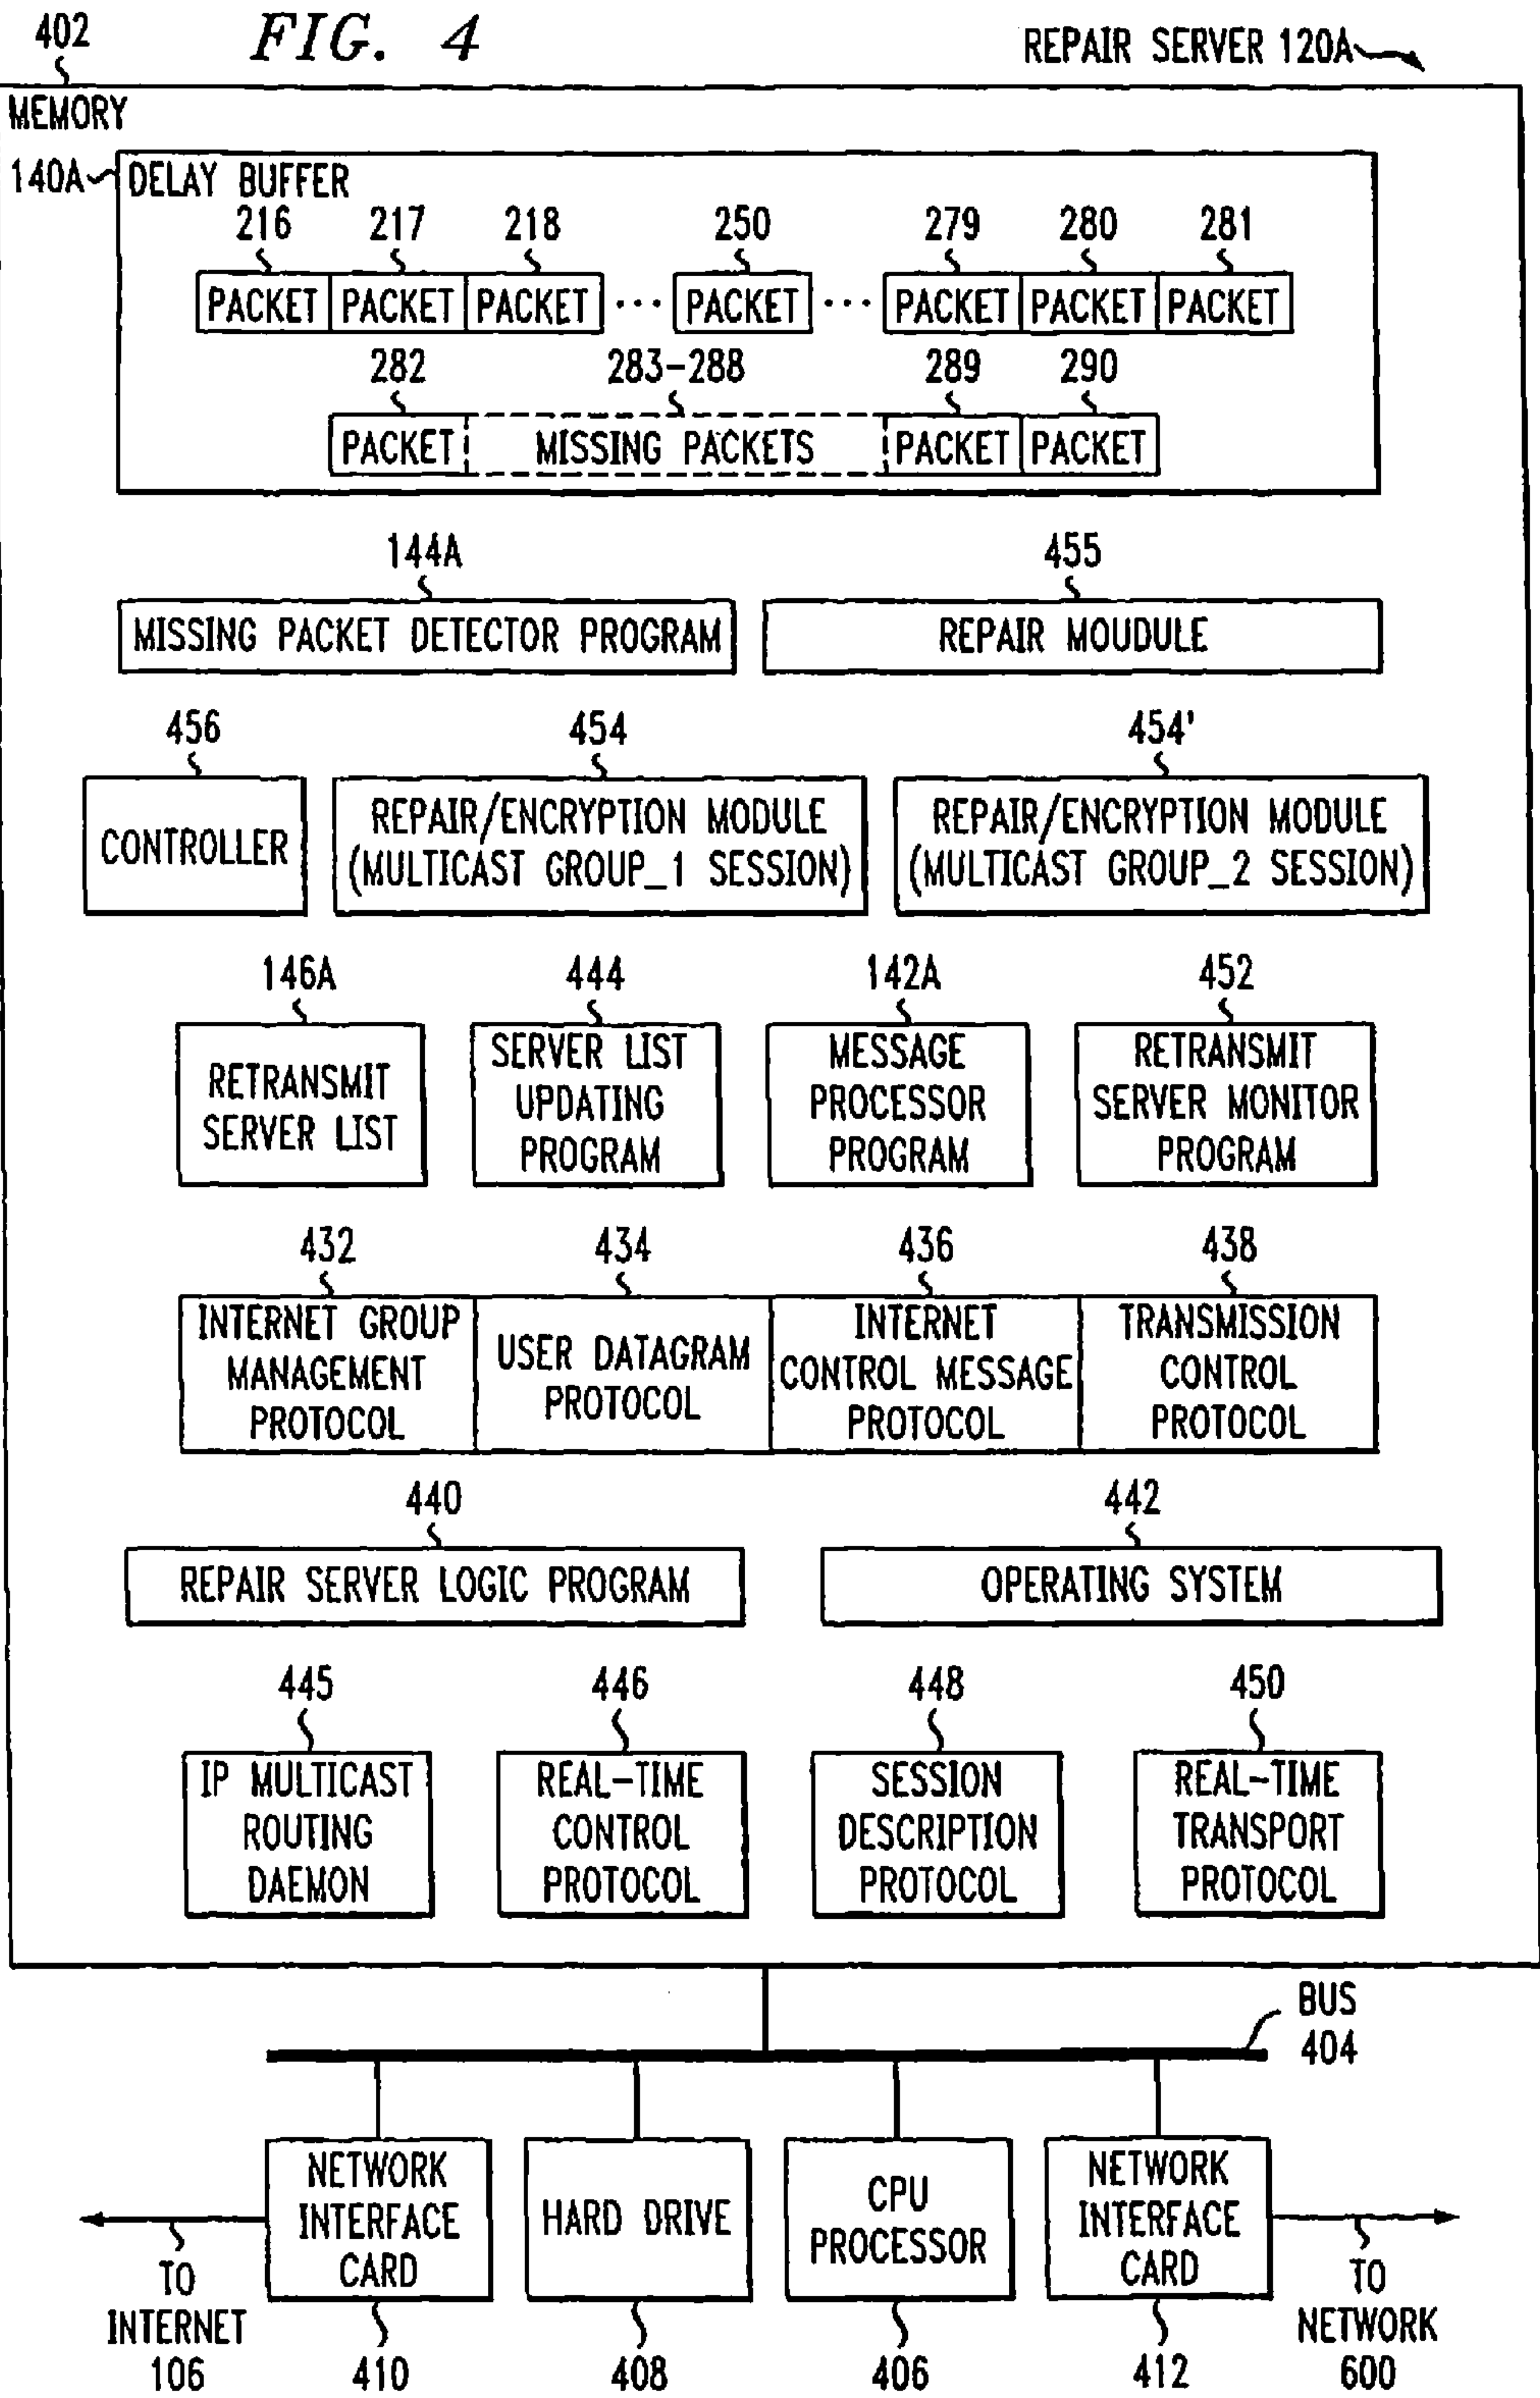 402 FIG. 4 REPAIR SERVER 120A
MEMORY
140A DELAY BUFFER
216 217 218 250 279 280 281
PACKET PACKET PACKET ... PACKET ... PACKET PACKET PACKET
282 283-288 289 290
PACKET MISSING PACKETS PACKET PACKET
144A 455
MISSING PACKET DETECTOR PROGRAM REPAIR MOUDULE
456 454 454'
CONTROLLER
REPAIR/ENCRYPTION MODULE
(MULTICAST GROUP_1 SESSION)
REPAIR/ENCRYPTION MODULE
(MULTICAST GROUP_2 SESSION)
146A 444 142A 452
RETRANSMIT
SERVER LIST
SERVER LIST
UPDATING
PROGRAM
MESSAGE
PROCESSOR
PROGRAM
RETRANSMIT
SERVER MONITOR
PROGRAM
432 434 436 438
INTERNET GROUP
MANAGEMENT
PROTOCOL
USER DATAGRAM
PROTOCOL
INTERNET
CONTROL MESSAGE
PROTOCOL
TRANSMISSION
CONTROL
PROTOCOL
440 442
REPAIR SERVER LOGIC PROGRAM OPERATING SYSTEM
445 446 448 450
IP MULTICAST
ROUTING
DAEMON
REAL-TIME
CONTROL
PROTOCOL
SESSION
DESCRIPTION
PROTOCOL
REAL-TIME
TRANSPORT
PROTOCOL
BUS
404
NETWORK
INTERFACE
CARD
HARD DRIVE
CPU
PROCESSOR
NETWORK
INTERFACE
CARD
TO
INTERNET
106
410 408 406 412
TO
NETWORK
600